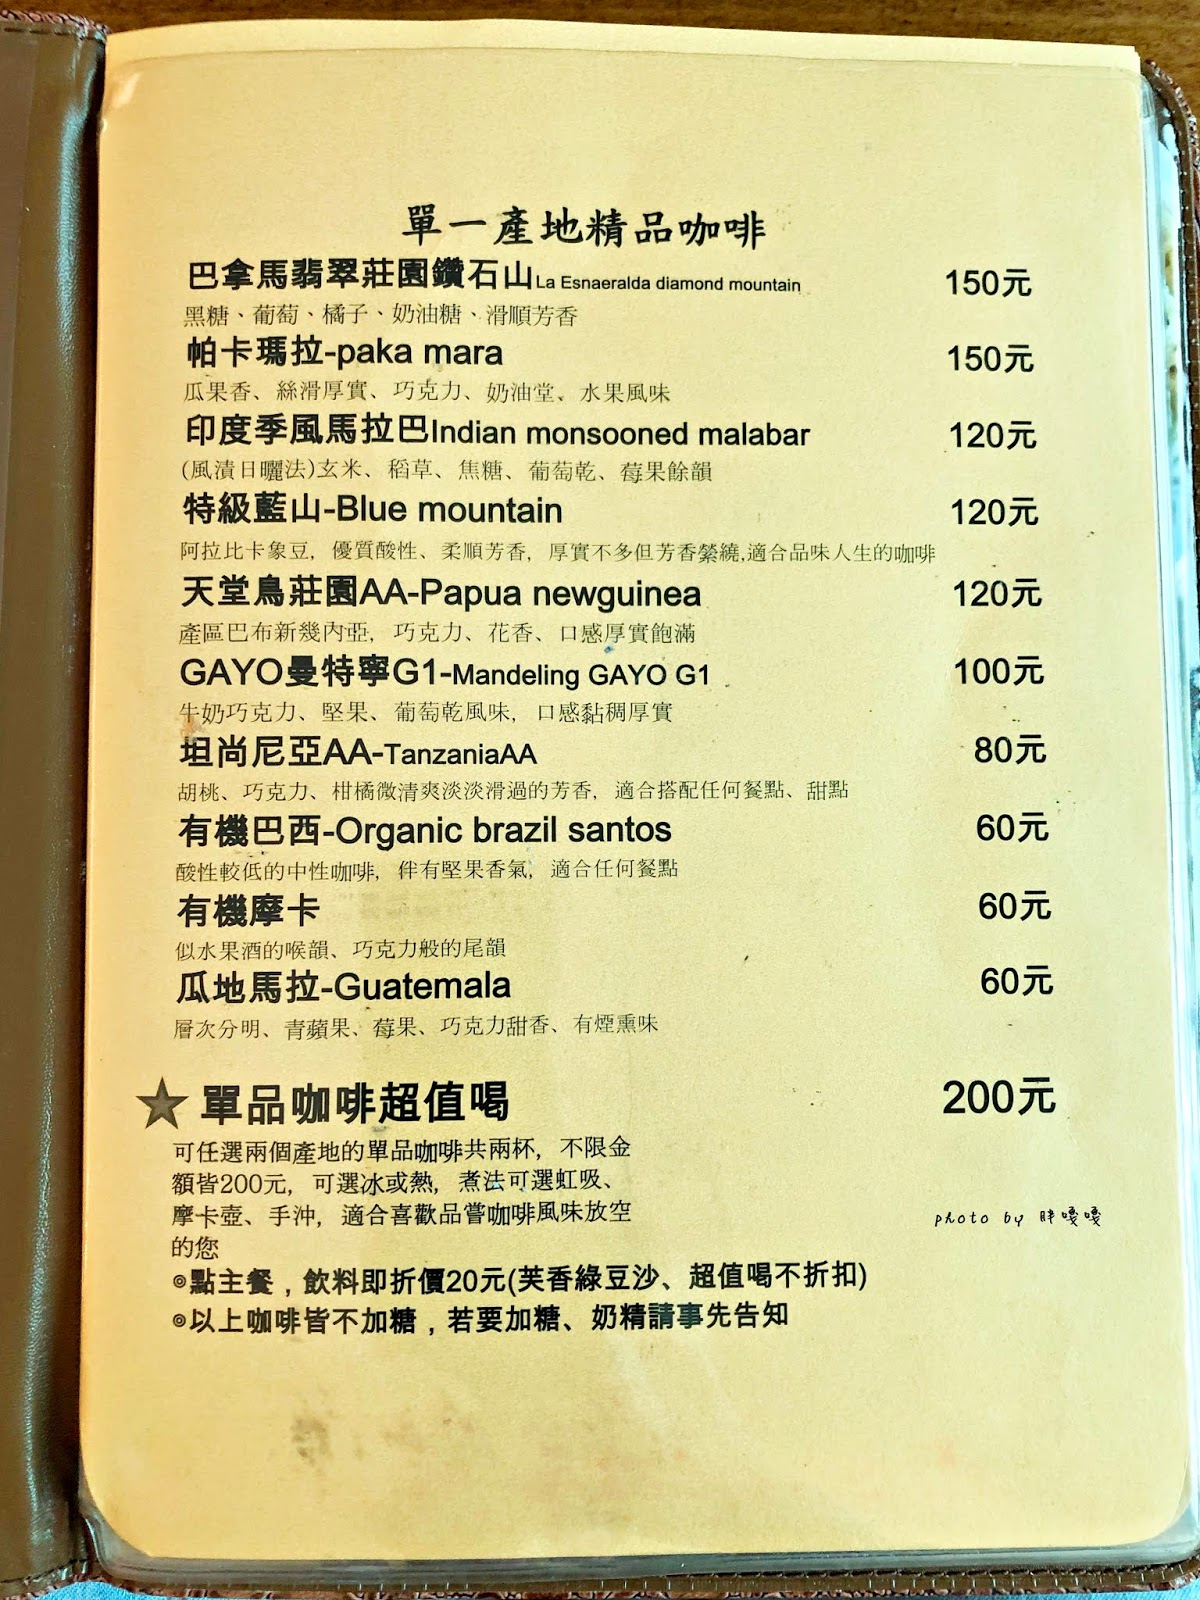 單一產地精品咖啡
巴拿馬翡翠莊園鑽石山La Esnaeralda diamond mountain 150元
黑糖、葡萄、橘子、奶油糖、滑順芳香
帕卡瑪拉-paka mara 150元
瓜果香、絲滑厚實、巧克力、奶油堂、水果風味
印度季風馬拉巴Indian monsooned malabar 120元
(風漬日曬法)玄米、稻草、焦糖、葡萄乾、莓果餘韻
特級藍山-Blue mountain 120元
阿拉比卡象豆,優質酸性、柔順芳香,厚實不多但芳香縈繞,適合品味人生的咖啡
天堂鳥莊園AA-Papua newguinea 120元
產區巴布新幾內亞,巧克力、花香、口感厚實飽滿
GAYO曼特寧G1-Mandeling GAYO G1 100元
牛奶巧克力、堅果、葡萄乾風味,口感黏稠厚實
坦尚尼亞AA-TanzaniaAA 80元
胡桃、巧克力、柑橘微清爽淡淡滑過的芳香,適合搭配任何餐點、甜點
有機巴西-Organic brazil santos 60元
酸性較低的中性咖啡,伴有堅果香氣,適合任何餐點
有機摩卡 60元
似水果酒的喉韻、巧克力般的尾韻
瓜地馬拉-Guatemala 60元
層次分明、青蘋果、莓果、巧克力甜香、有煙熏味
★單品咖啡超值喝 200元
可任選兩個產地的單品咖啡共兩杯,不限金
額皆200元,可選冰或熱,煮法可選虹吸、
摩卡壺、手沖,適合喜歡品嘗咖啡風味放空
的您
photo by 胖嘎嘎
◎點主餐,飲料即折價20元(芙香綠豆沙、超值喝不折扣)
◎以上咖啡皆不加糖,若要加糖、奶精請事先告知